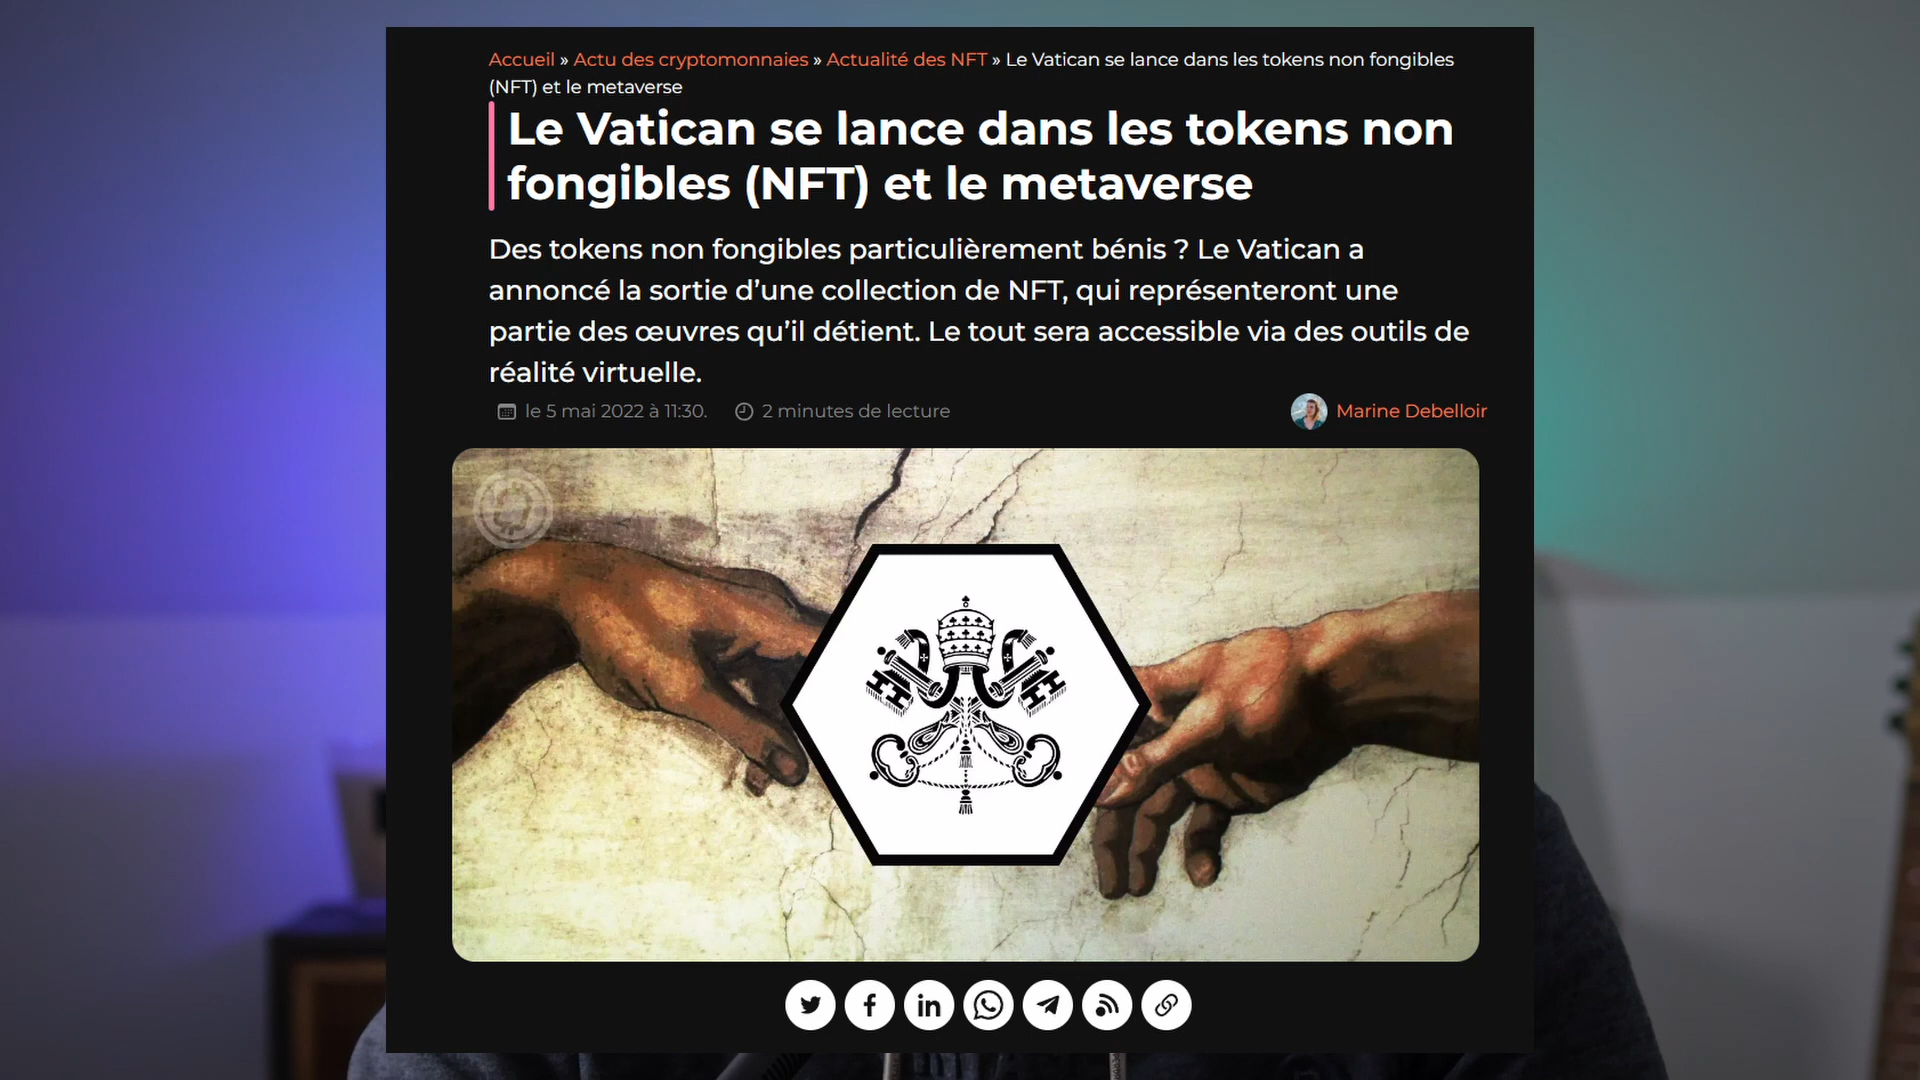 Accueil » Actu des cryptomonnaies » Actualité des NFT » Le Vatican se lance dans les tokens non fongibles
(NFT) et le metaverse
Le Vatican se lance dans les tokens non
fongibles (NFT) et le metaverse
Des tokens non fongibles particulièrement bénis ? Le Vatican a
annoncé la sortie d’une collection de NFT, qui représenteront une
partie des œuvres qu’il détient. Le tout sera accessible via des outils de
réalité virtuelle.
le 5 mai 2022 à 11:30.
2 minutes de lecture
Marine Debelloir